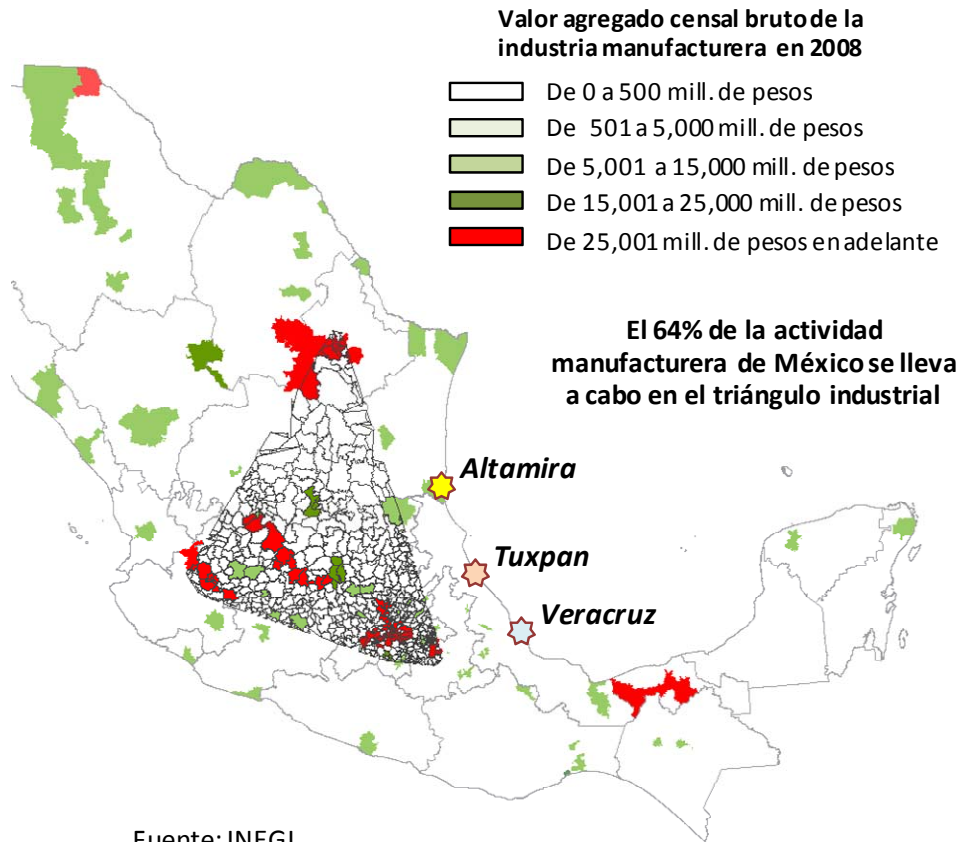 Valor agregado censal bruto de la
industria manufacturera en 2008
De 0 a 500 mill. de pesos
De 501 a 5,000 mill. de pesos
De 5,001 a 15,000 mill. de pesos
De 15,001 a 25,000 mill. de pesos
De 25,001 mill. de pesos en adelante
El 64% de la actividad
manufacturera de México se lleva
a cabo en el triángulo industrial
Altamira
Tuxpan
Veracruz
Fuente: INEGI